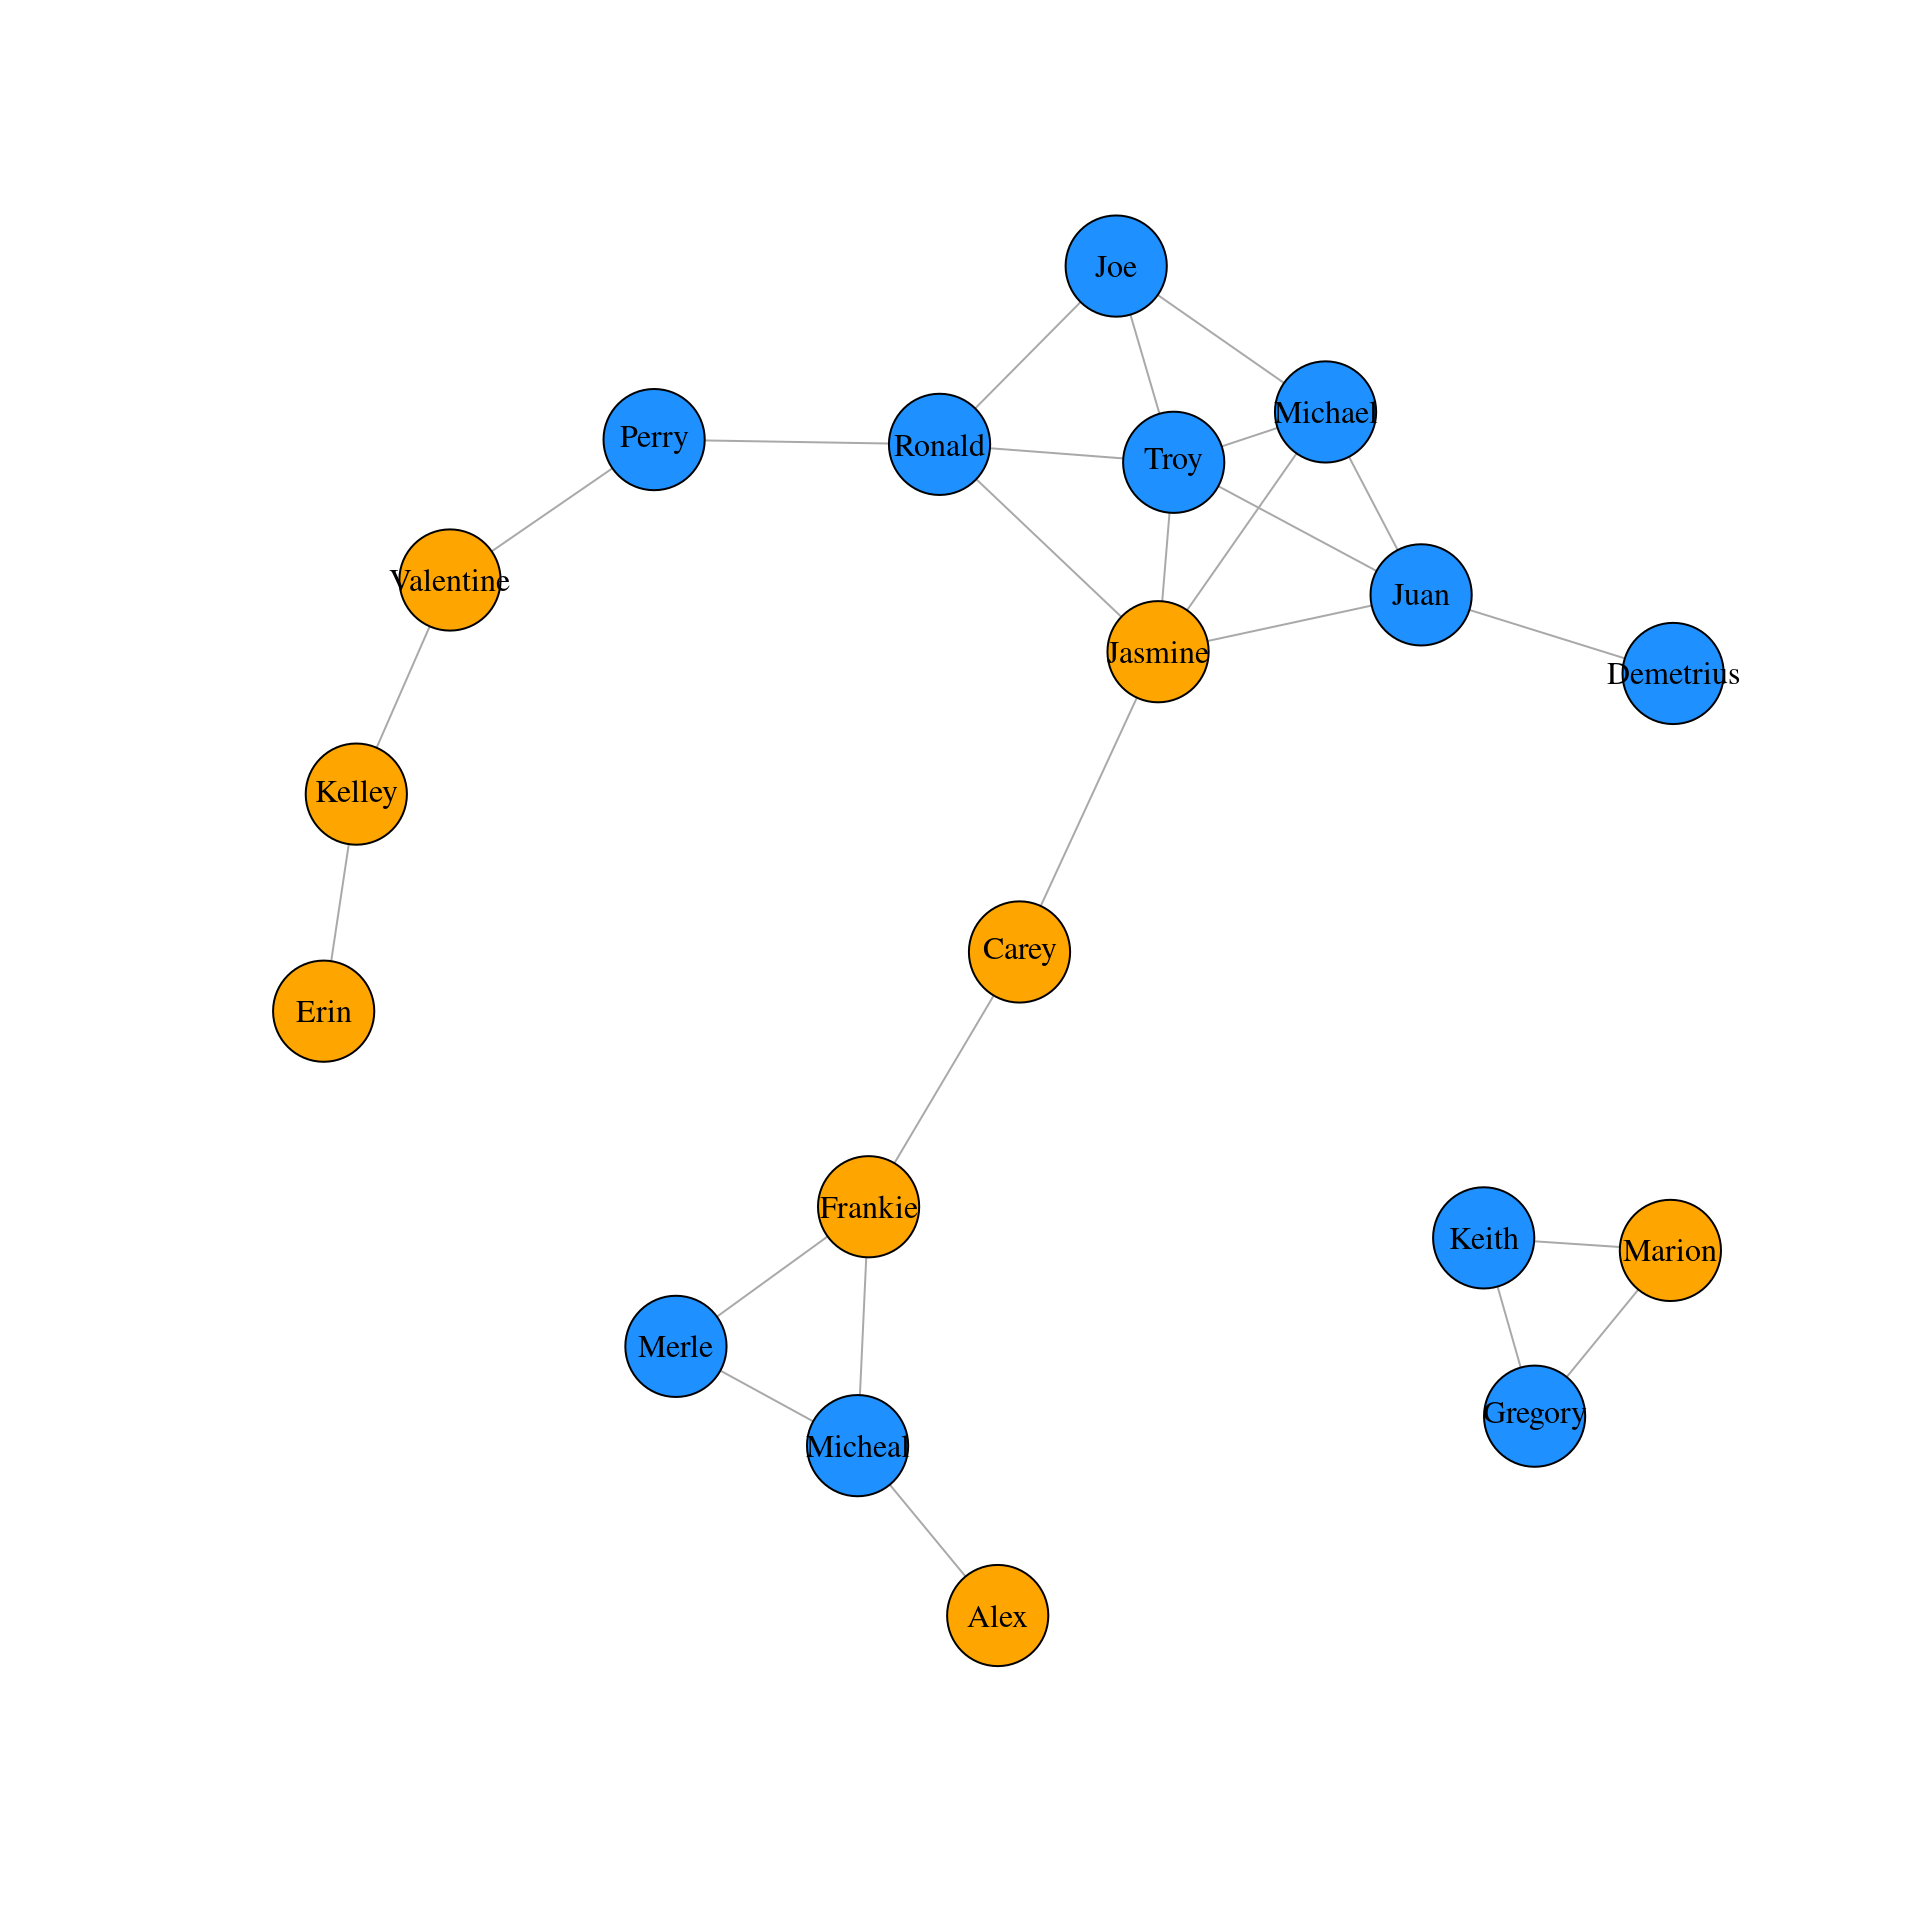 Joe
Michael
Perry
Ronald
Troy
Valentine
Juan
Jasmine
Demetrius
Kelley
Carey
Erin
Frankie
Keith
Marion
Merle
Gregory
Micheal
Alex